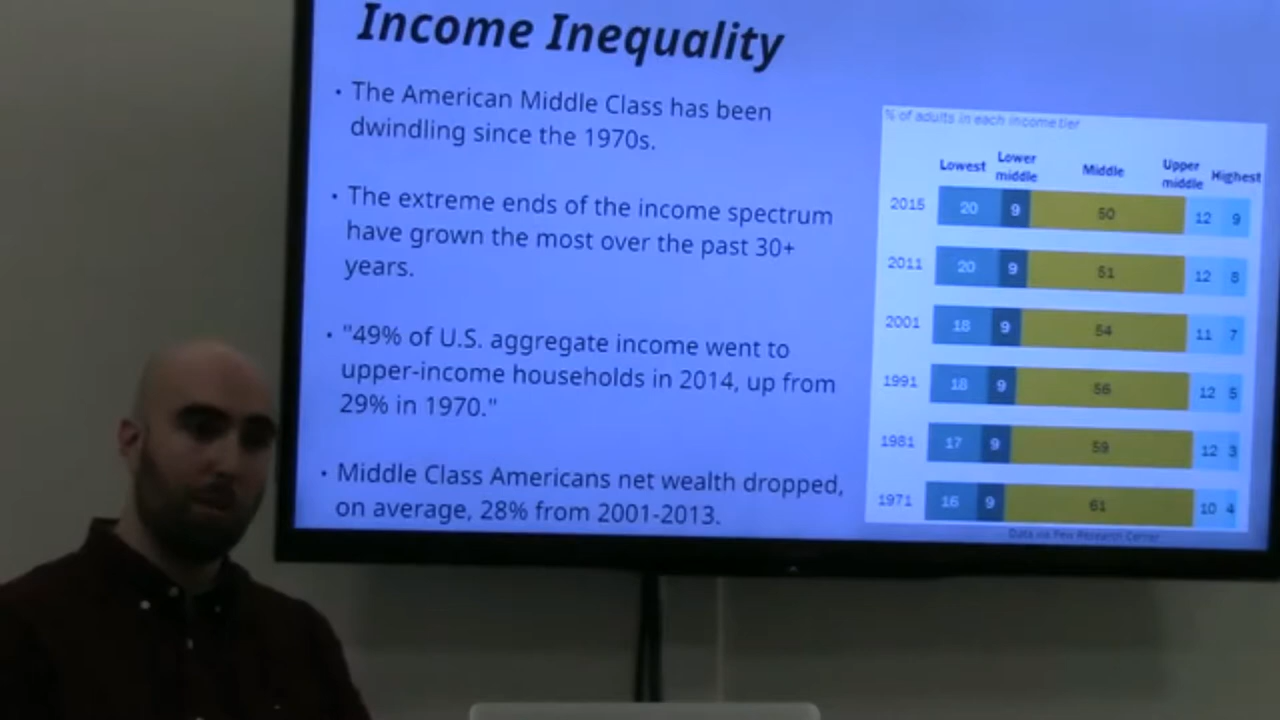 Income Inequality
• The American Middle Class has been
dwindling since the 1970s.
• The extreme ends of the income spectrum
have grown the most over the past 30+
years.
• "49% of U.S. aggregate income went to
upper-income households in 2014, up from
29% in 1970."
• Middle Class Americans net wealth dropped,
on average, 28% from 2001-2013.
% of adults in each income tier
Lowest Lower middle Middle Upper middle Highest
2015 20 9 50 12 9
2011 20 9 51 12 8
2001 18 9 54 11 7
1991 18 9 56 12 5
1981 17 9 59 12 3
1971 16 9 61 10 4
Data via Pew Research Center